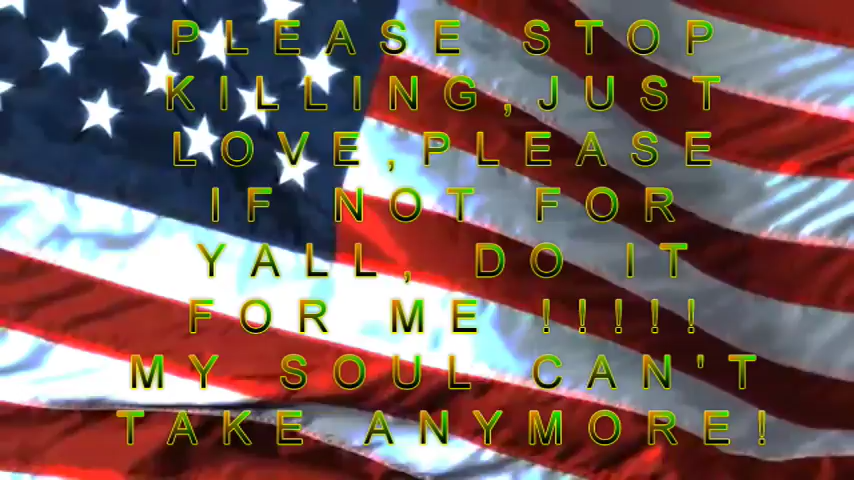 PLEASE STOP
KILLING,JUST
LOVE,PLEASE
IF NOT FOR
YALL, DO IT
FOR ME !!!!!
MY SOUL CAN'T
TAKE ANYMORE!